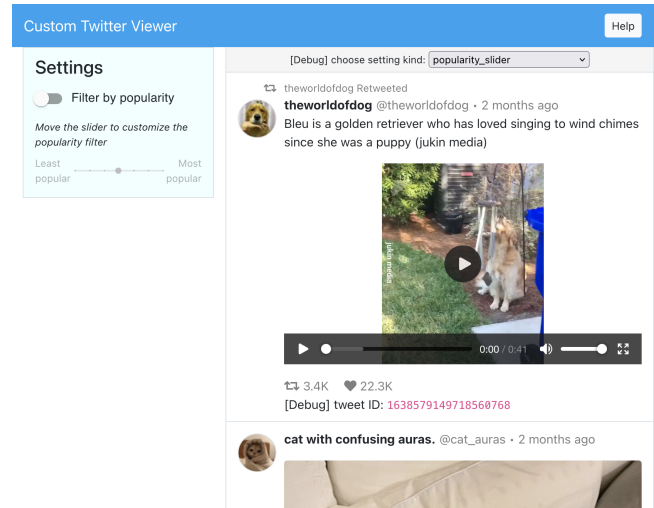 Custom Twitter Viewer
Help
Settings
Filter by popularity
Move the slider to customize the
popularity filter
Least
popular
Most
popular
[Debug] choose setting kind: popularity_slider
theworldofdog Retweeted
theworldofdog @theworldofdog • 2 months ago
Bleu is a golden retriever who has loved singing to wind chimes
since she was a puppy (jukin media)
jukin media
0:00 / 0:41
3.4K 22.3K
[Debug] tweet ID: 1638579149718560768
cat with confusing auras. @cat_auras • 2 months ago